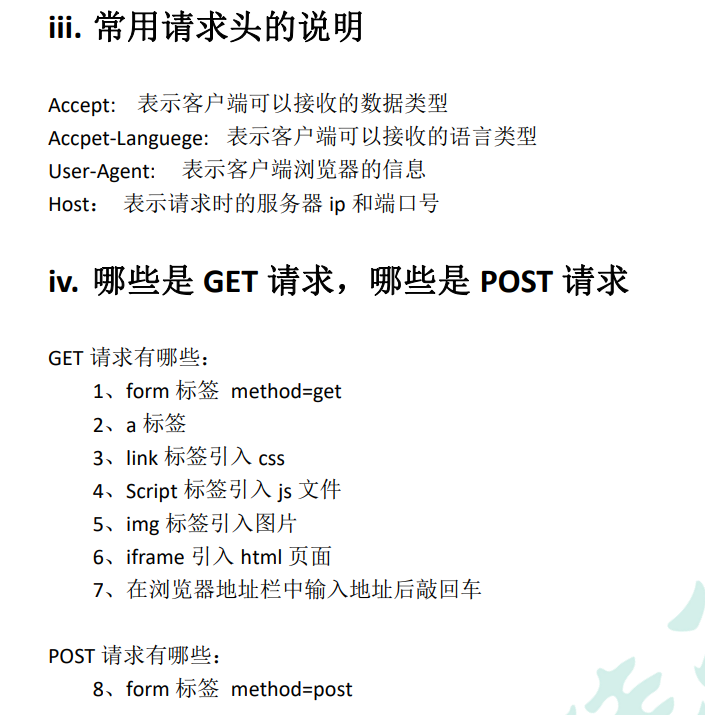 iii. 常用请求头的说明
Accept: 表示客户端可以接收的数据类型
Accpet-Languege: 表示客户端可以接收的语言类型
User-Agent: 表示客户端浏览器的信息
Host： 表示请求时的服务器 ip 和端口号
iv. 哪些是 GET 请求，哪些是 POST 请求
GET 请求有哪些：
1、form 标签 method=get
2、a 标签
3、link 标签引入 css
4、Script 标签引入 js 文件
5、img 标签引入图片
6、iframe 引入 html 页面
7、在浏览器地址栏中输入地址后敲回车
POST 请求有哪些：
8、form 标签 method=post